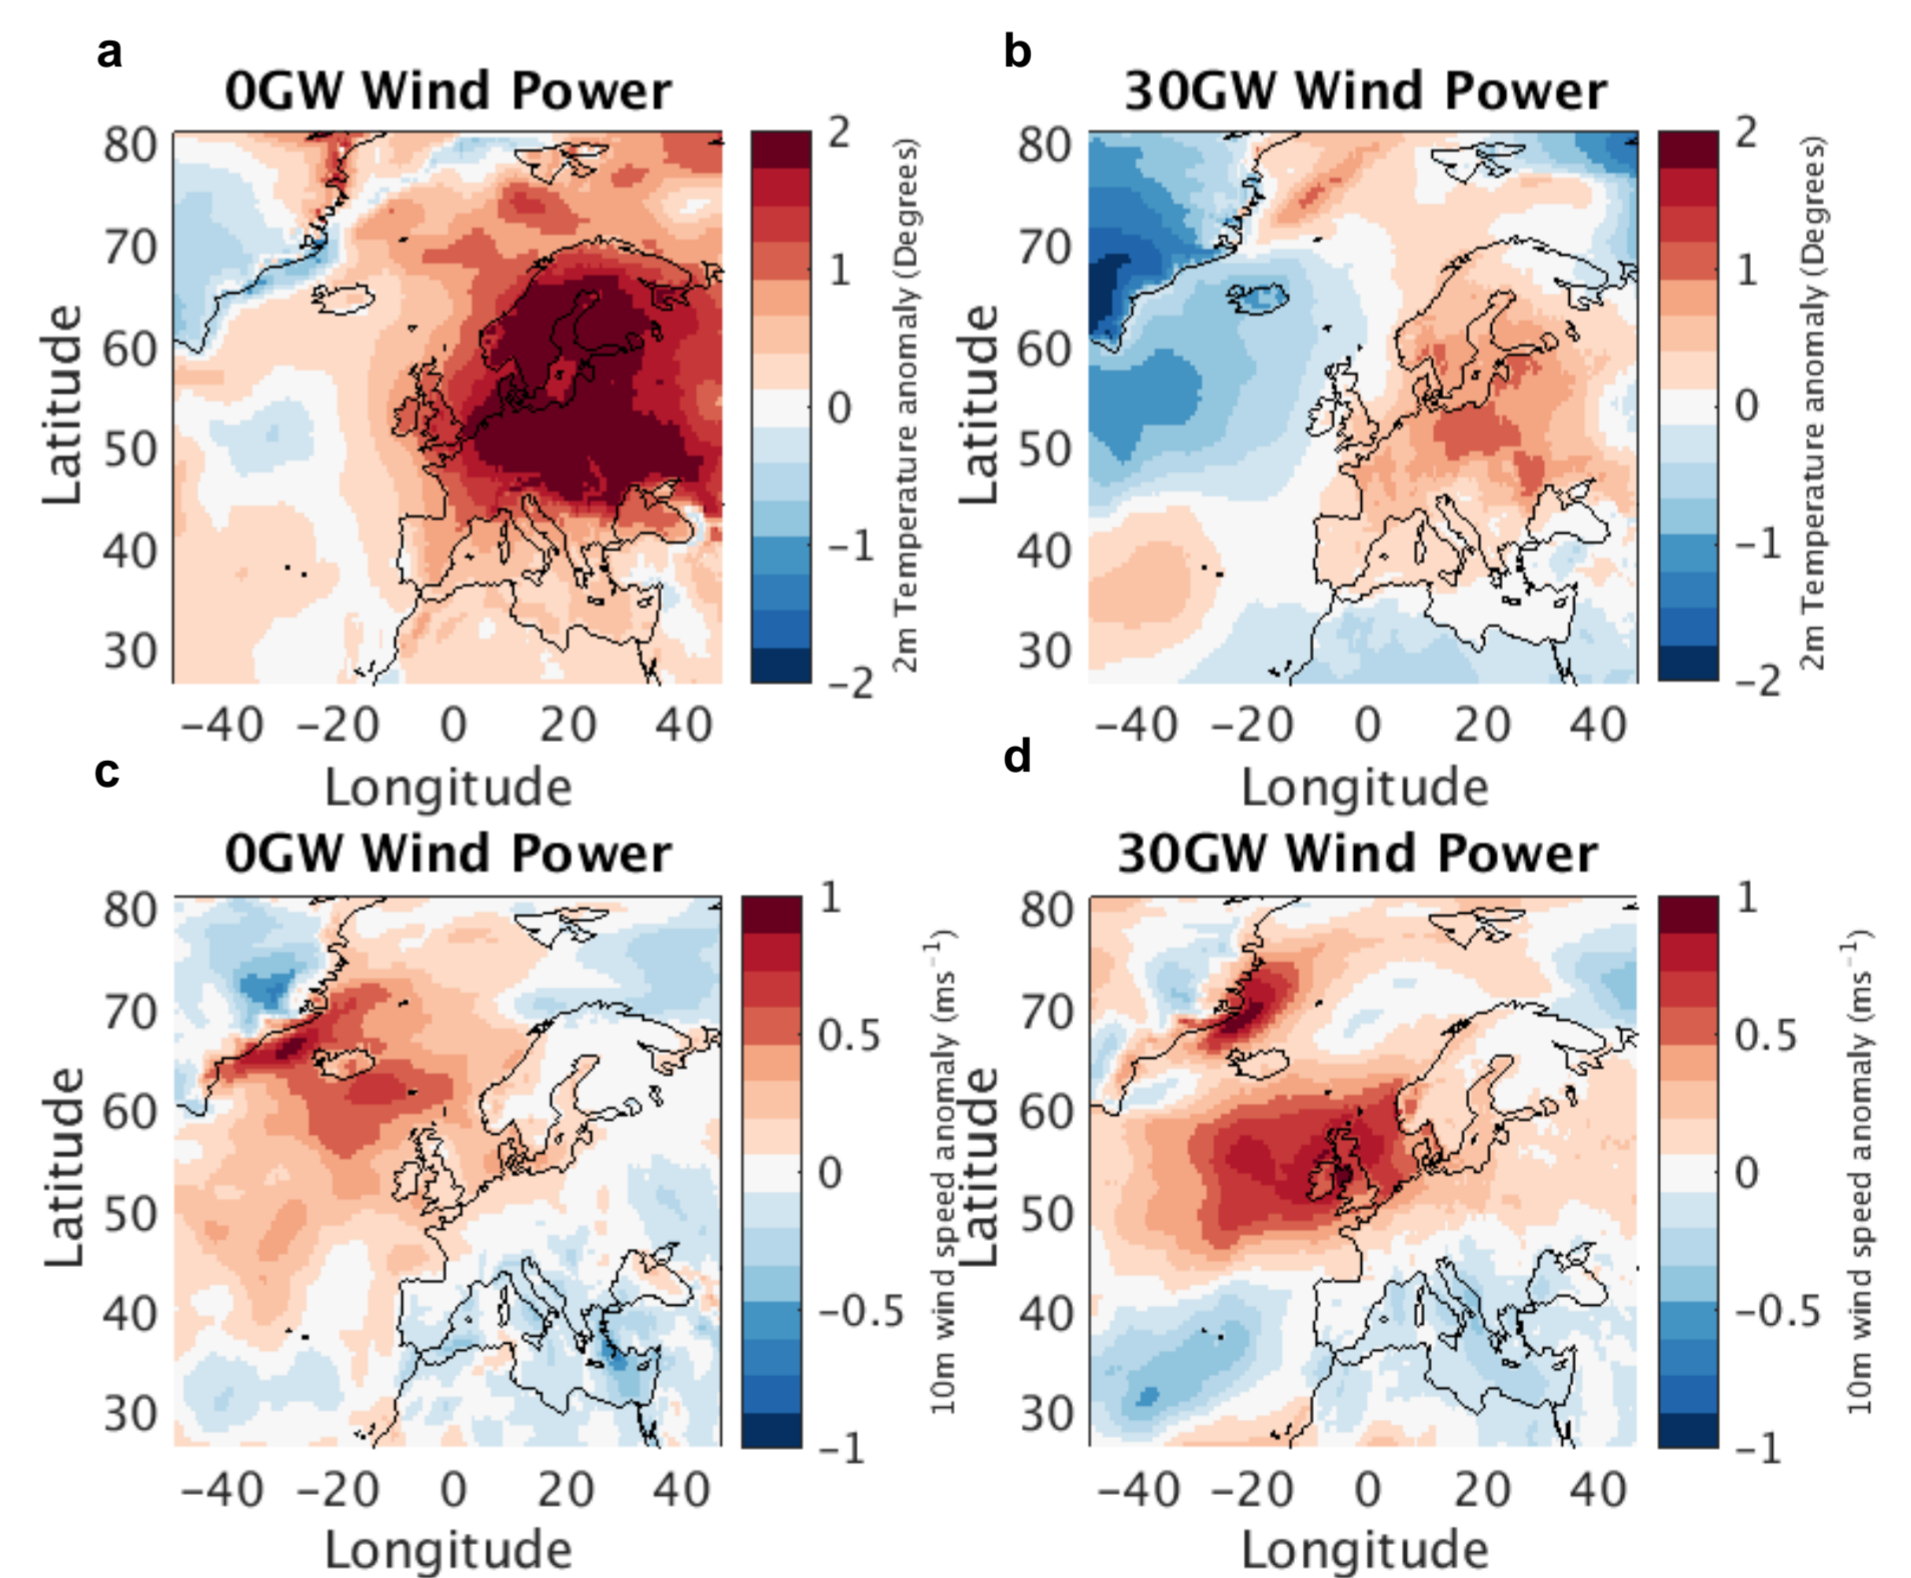 a
0GW Wind Power
80
70
60
50
40
30
Latitude
−40 −20 0 20 40
Longitude
2
1
0
−1
−2
2m Temperature anomaly (Degrees)
b
30GW Wind Power
80
70
60
50
40
30
Latitude
−40 −20 0 20 40
Longitude
2
1
0
−1
−2
2m Temperature anomaly (Degrees)
c
0GW Wind Power
80
70
60
50
40
30
Latitude
−40 −20 0 20 40
Longitude
1
0.5
0
−0.5
−1
10m wind speed anomaly (ms⁻¹)
d
30GW Wind Power
80
70
60
50
40
30
Latitude
−40 −20 0 20 40
Longitude
1
0.5
0
−0.5
−1
10m wind speed anomaly (ms⁻¹)